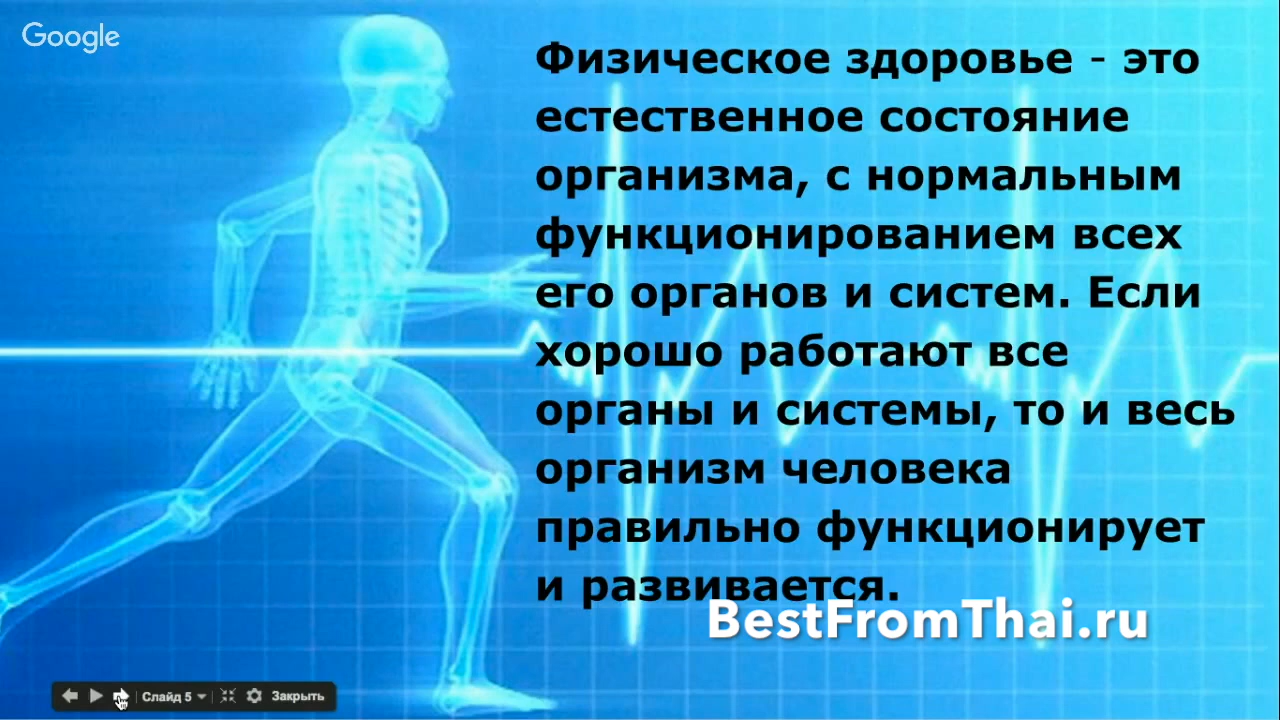 Google
Физическое здоровье - это
естественное состояние
организма, с нормальным
функционированием всех
его органов и систем. Если
хорошо работают все
органы и системы, то и весь
организм человека
правильно функционирует
и развивается.
BestFromThai.ru
Слайд 5
Закрыть